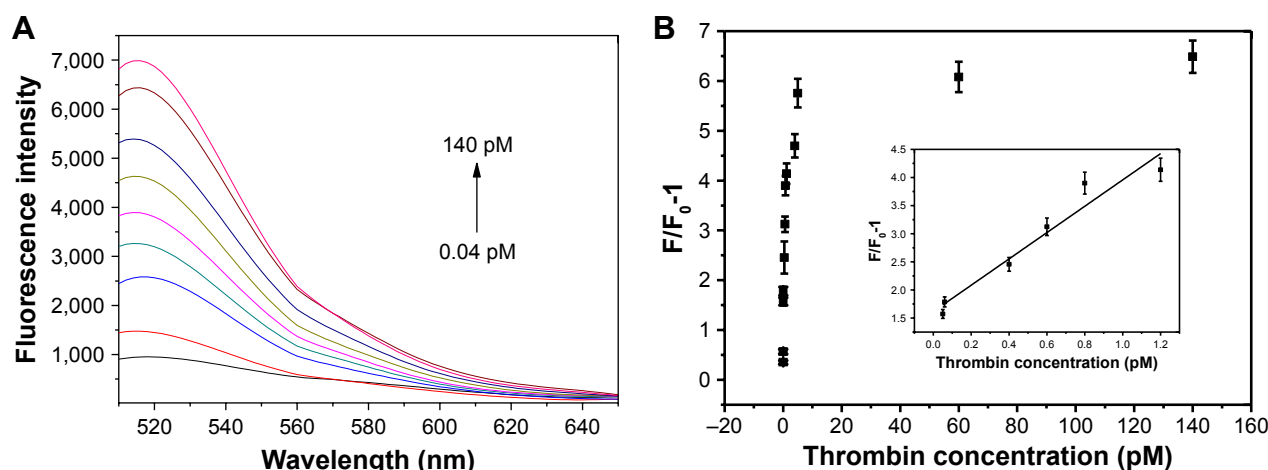 A
7,000
6,000
5,000
4,000
3,000
2,000
1,000
Fluorescence intensity
140 pM
0.04 pM
520 540 560 580 600 620 640
Wavelength (nm)
B
7
6
5
4
3
2
1
0
F/F0-1
–20 0 20 40 60 80 100 120 140 160
Thrombin concentration (pM)
4.5
4.0
3.5
3.0
2.5
2.0
1.5
F/F0-1
0.0 0.2 0.4 0.6 0.8 1.0 1.2
Thrombin concentration (pM)